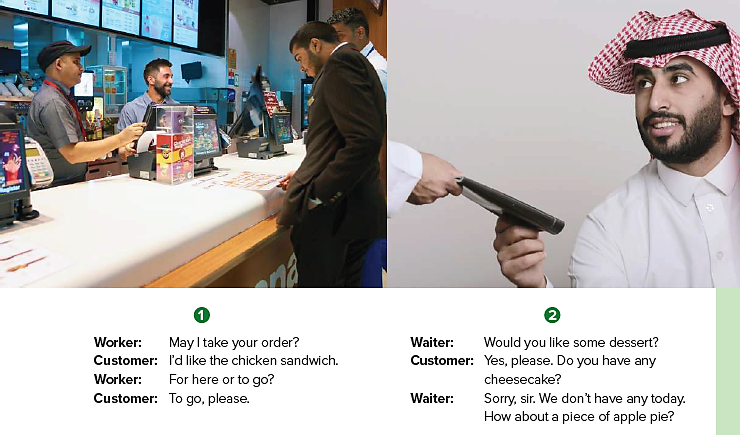 1
Worker: May I take your order?
Customer: I'd like the chicken sandwich.
Worker: For here or to go?
Customer: To go, please.
2
Waiter: Would you like some dessert?
Customer: Yes, please. Do you have any
cheesecake?
Waiter: Sorry, sir. We don't have any today.
How about a piece of apple pie?